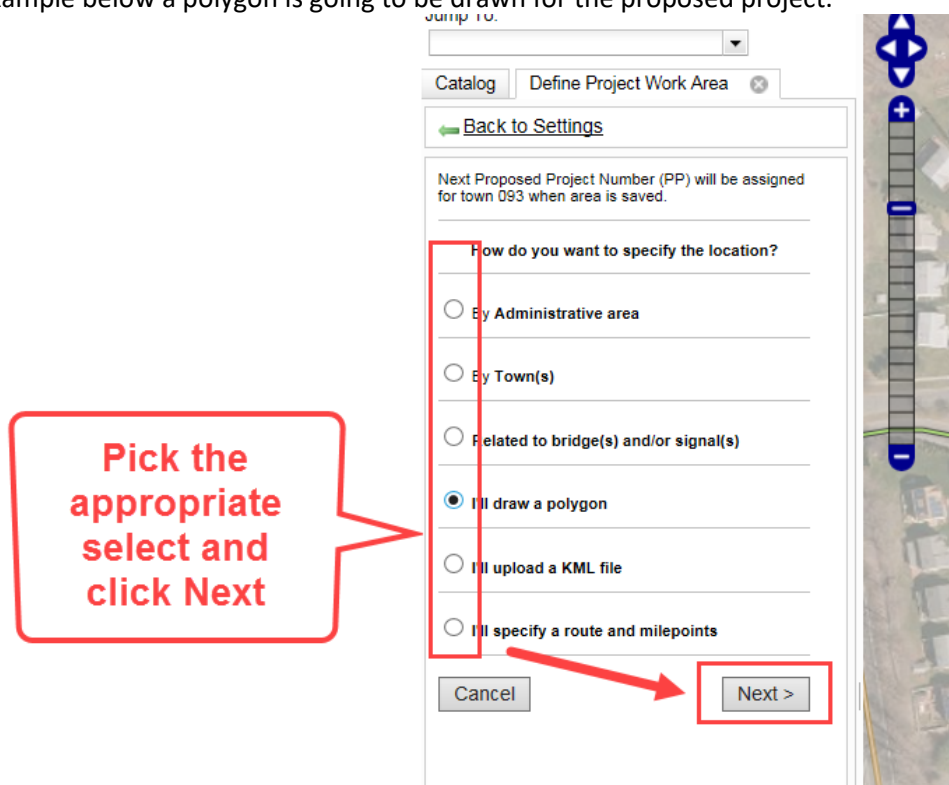 ample below a polygon is going to be drawn for the proposed project.
Jump To:
Catalog Define Project Work Area
Back to Settings
Next Proposed Project Number (PP) will be assigned
for town 093 when area is saved.
How do you want to specify the location?
By Administrative area
By Town(s)
Related to bridge(s) and/or signal(s)
I'll draw a polygon
I'll upload a KML file
I'll specify a route and milepoints
Cancel Next >
Pick the
appropriate
select and
click Next